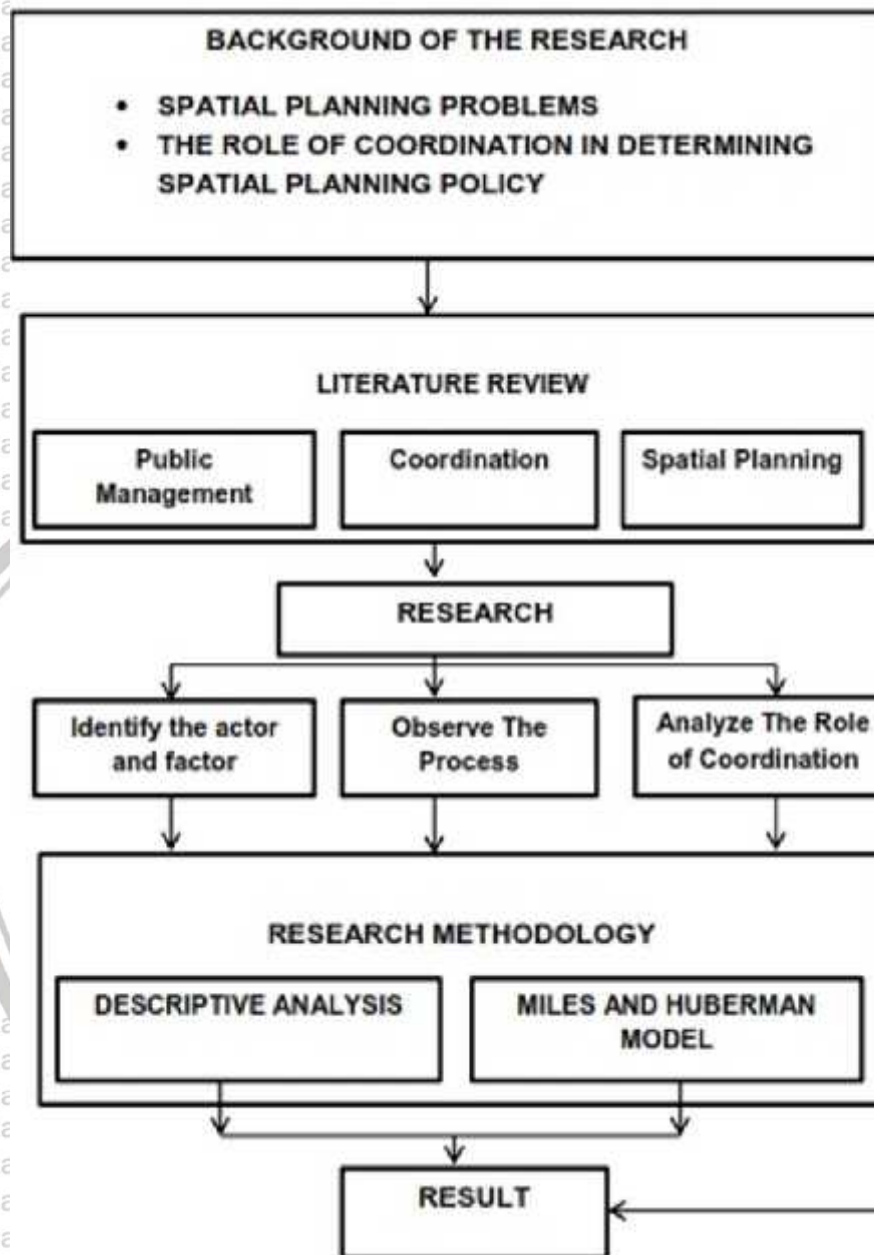 BACKGROUND OF THE RESEARCH
• SPATIAL PLANNING PROBLEMS
• THE ROLE OF COORDINATION IN DETERMINING
SPATIAL PLANNING POLICY
LITERATURE REVIEW
Public
Management
Coordination
Spatial Planning
RESEARCH
Identify the actor
and factor
Observe The
Process
Analyze The Role
of Coordination
RESEARCH METHODOLOGY
DESCRIPTIVE ANALYSIS
MILES AND HUBERMAN
MODEL
RESULT